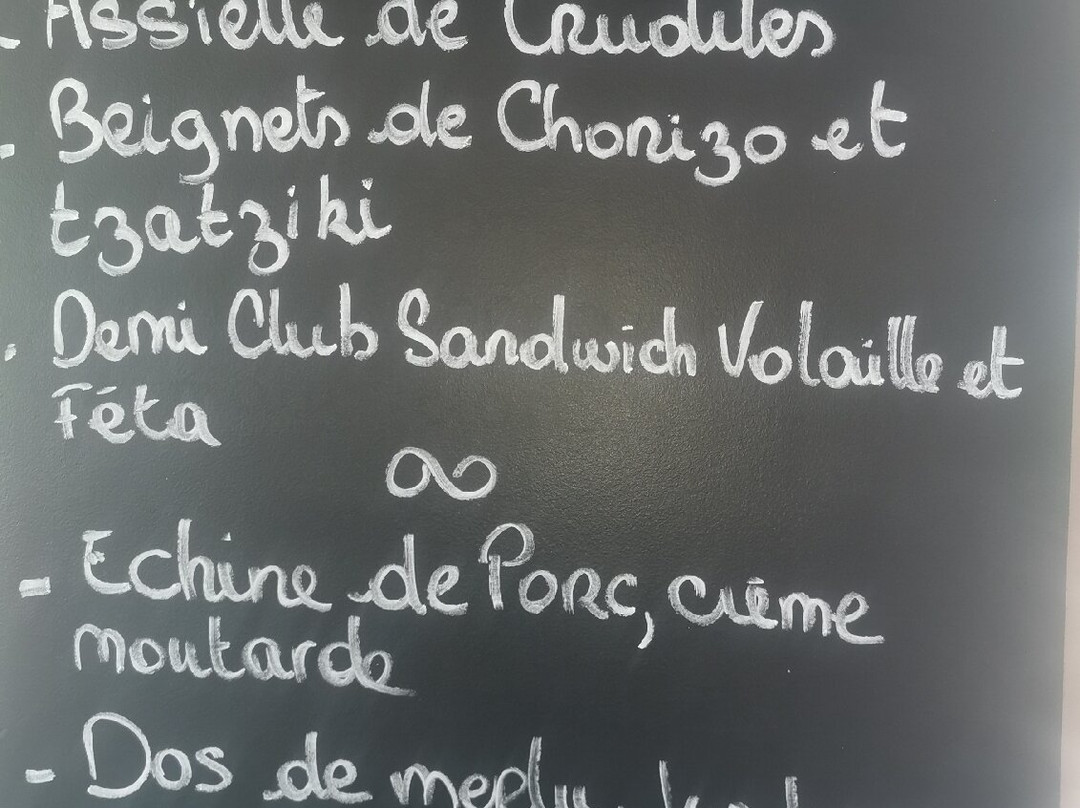 - Assiette de Crudités
- Beignets de Chorizo et
tzatziki
- Demi Club Sandwich Volaille et
Féta
- Echine de Porc, crème
moutarde
- Dos de merlu